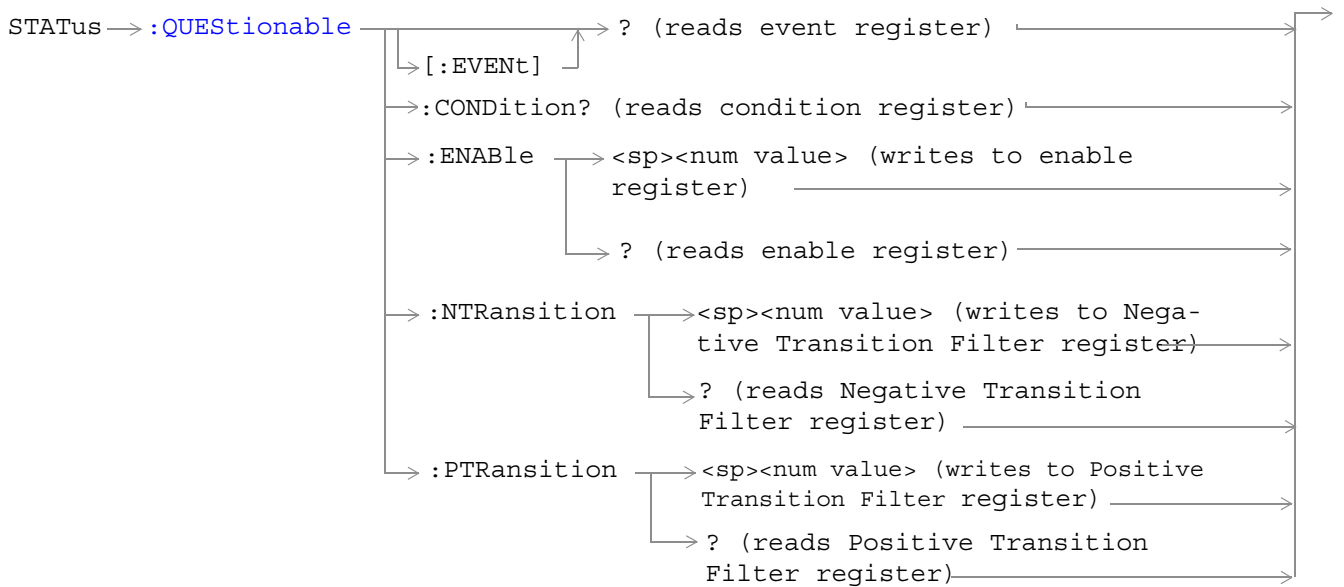 STATus :QUEStionable ? (reads event register)
[:EVENt]
:CONDition? (reads condition register)
:ENABle <sp><num value> (writes to enable
register)
? (reads enable register)
:NTRansition <sp><num value> (writes to Nega-
tive Transition Filter register)
? (reads Negative Transition
Filter register)
:PTRansition <sp><num value> (writes to Positive
Transition Filter register)
? (reads Positive Transition
Filter register)